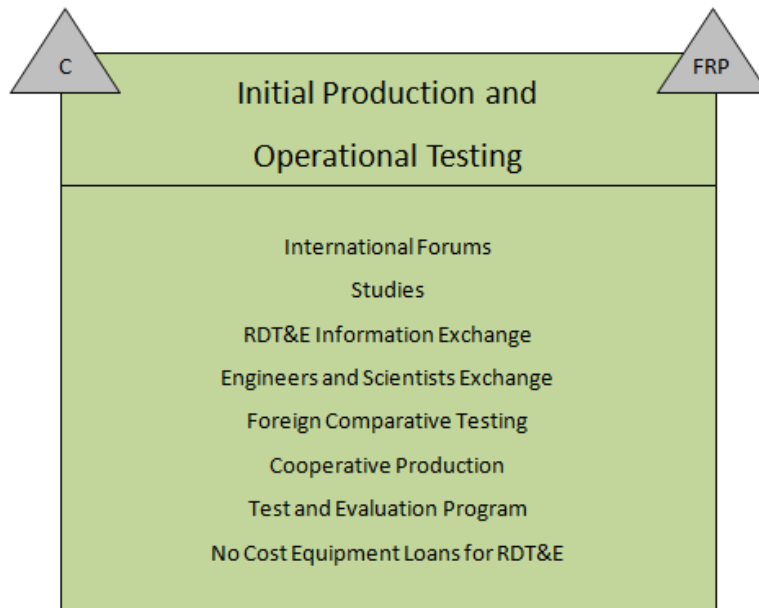 C
FRP
Initial Production and
Operational Testing
International Forums
Studies
RDT&E Information Exchange
Engineers and Scientists Exchange
Foreign Comparative Testing
Cooperative Production
Test and Evaluation Program
No Cost Equipment Loans for RDT&E